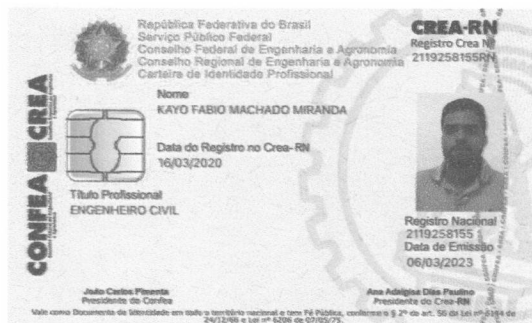 República Federativa do Brasil
Serviço Público Federal
Conselho Federal de Engenharia e Agronomia
Conselho Regional de Engenharia e Agronomia
Carteira de Identidade Profissional
CREA-RN
Registro Crea Nº
2119258155RN
Nome
KAYO FABIO MACHADO MIRANDA
Data do Registro no Crea-RN
16/03/2020
Título Profissional
ENGENHEIRO CIVIL
CONFEA CREA
Registro Nacional
2119258155
Data de Emissão
06/03/2023
João Carlos Pimenta
Presidente do Confea
Ana Adalgisa Dias Paulino
Presidente do Crea-RN
Vale como Documento de Identidade em todo o território nacional e tem Fé Pública, conforme o § 2º do art. 56 da Lei nº 5194 de
24/12/66 e Lei nº 6206 de 07/05/75.